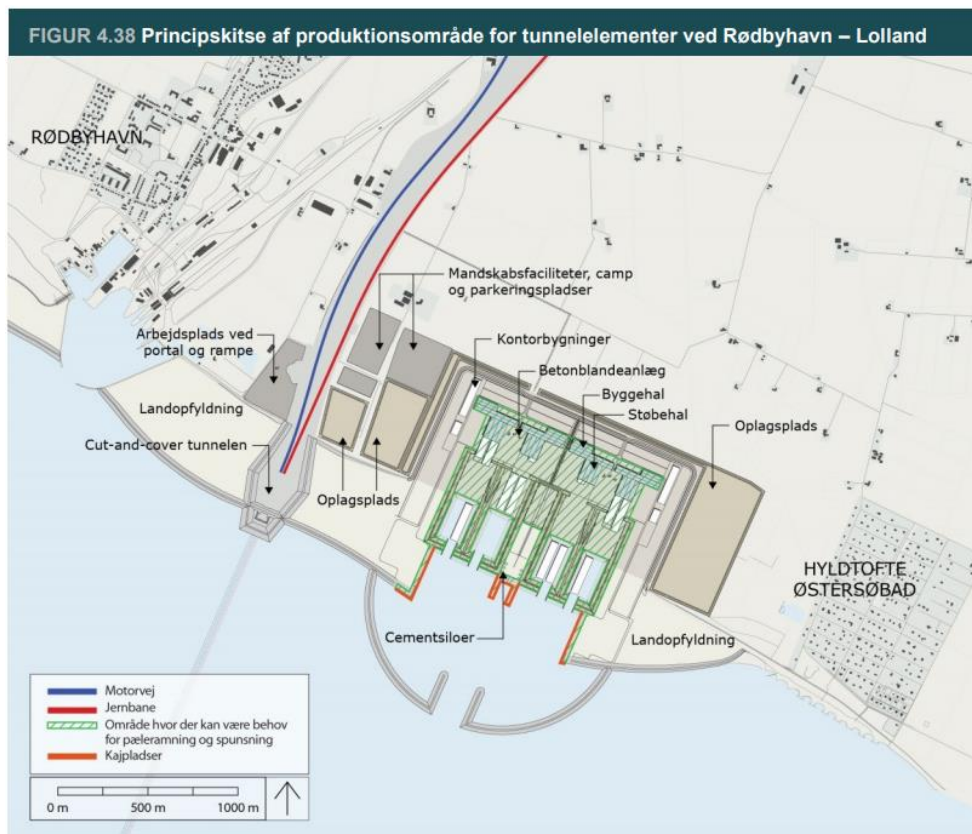 FIGUR 4.38 Principskitse af produktionsområde for tunnelelementer ved Rødbyhavn – Lolland
RØDBYHAVN
Mandskabsfaciliteter, camp
og parkeringspladser
Arbejdsplads ved
portal og rampe
Kontorbygninger
Betonblandeanlæg
Byggehal
Støbehal
Landopfyldning
Oplagsplads
Cut-and-cover tunnelen
Oplagsplads
HYLDTOFTE
ØSTERSØBAD
Cementsiloer
Landopfyldning
Motorvej
Jernbane
Område hvor der kan være behov
for pæleramning og spunsning
Kajpladser
0 m 500 m 1000 m